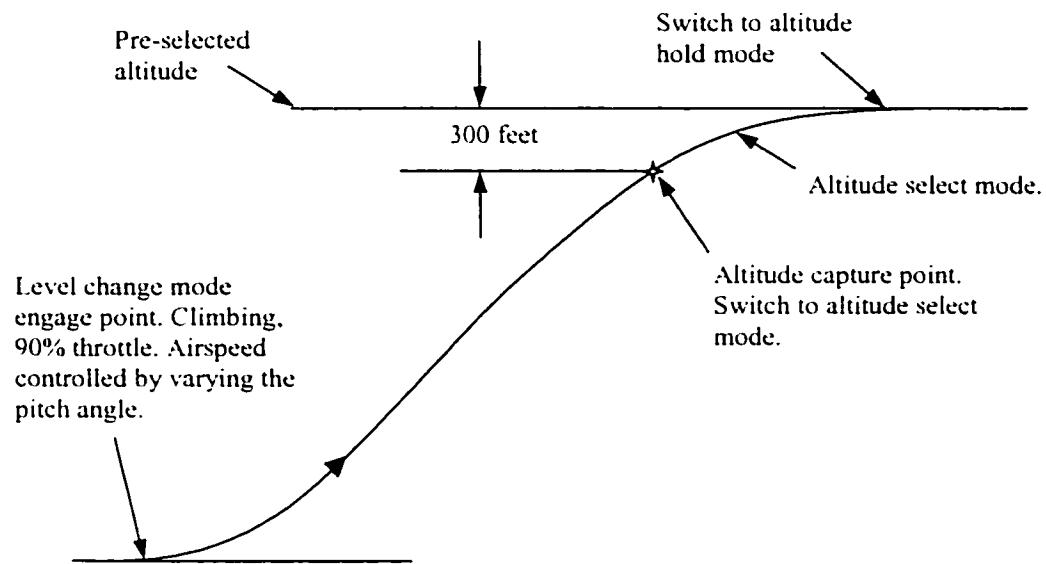 Pre-selected
altitude
Switch to altitude
hold mode
300 feet
Altitude select mode.
Altitude capture point.
Switch to altitude select
mode.
Level change mode
engage point. Climbing,
90% throttle. Airspeed
controlled by varying the
pitch angle.